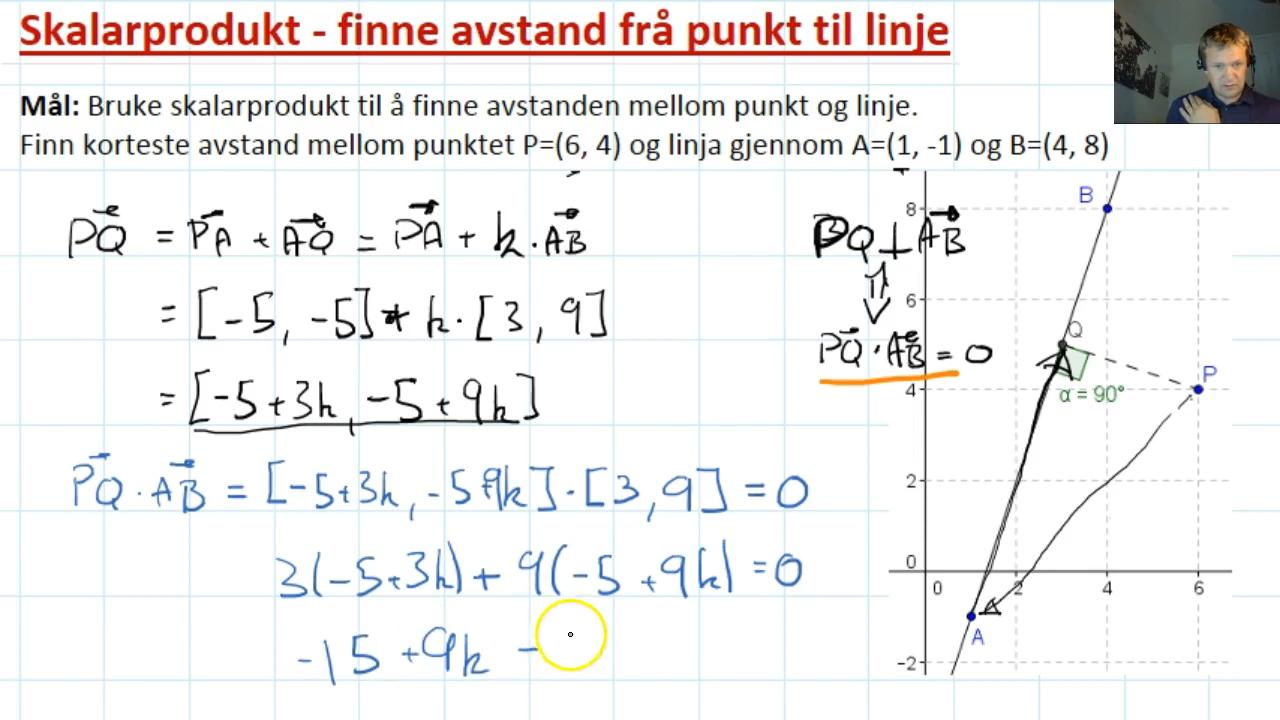 Skalarprodukt - finne avstand frå punkt til linje
Mål: Bruke skalarprodukt til å finne avstanden mellom punkt og linje.
Finn korteste avstand mellom punktet P=(6, 4) og linja gjennom A=(1, -1) og B=(4, 8)
PQ⃗ = PA⃗ + AQ⃗ = PA⃗ + k · AB⃗
= [-5, -5] + k · [3, 9]
= [-5+3k, -5+9k]
PQ⃗ · AB⃗ = [-5+3k, -5+9k] · [3, 9] = 0
3(-5+3k) + 9(-5+9k) = 0
-15 + 9k -
PQ ⊥ AB⃗
⇕
PQ⃗ · AB⃗ = 0
8
B
6
Q
4
α = 90°
P
2
0
0 2 4 6
A
-2